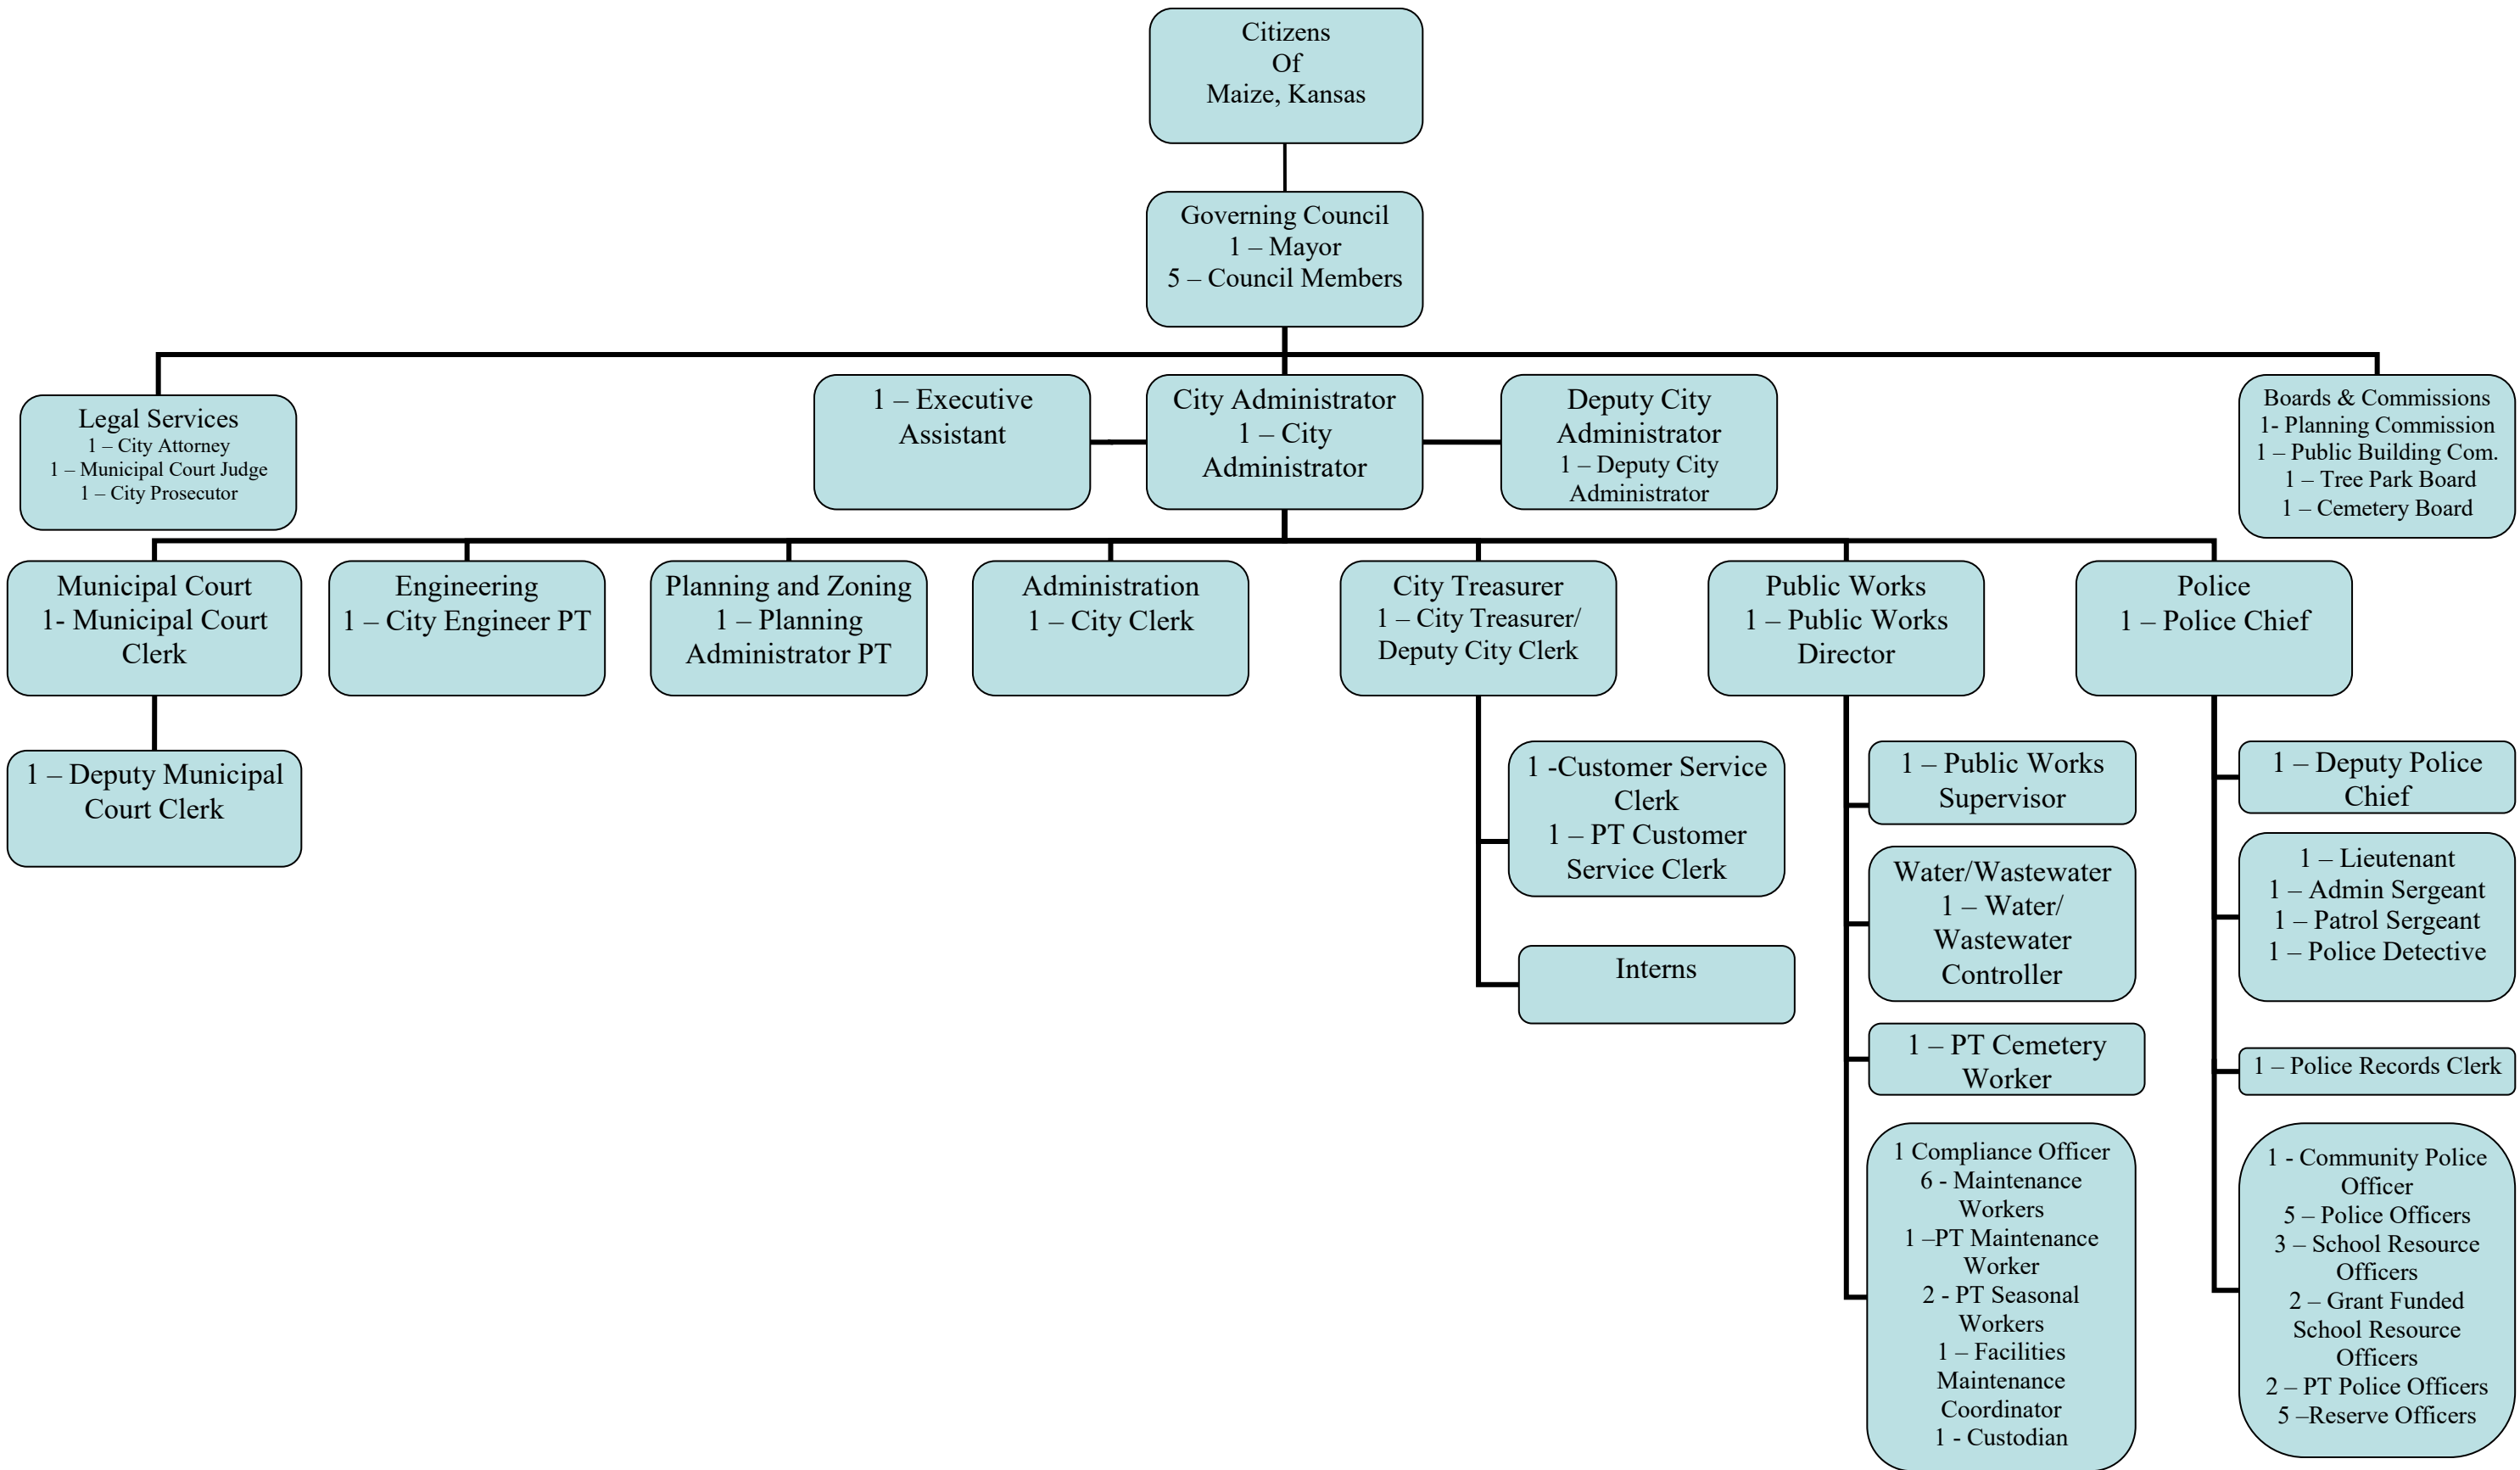 Citizens
Of
Maize, Kansas
Governing Council
1 – Mayor
5 – Council Members
Legal Services
1 – City Attorney
1 – Municipal Court Judge
1 – City Prosecutor
1 – Executive
Assistant
City Administrator
1 – City
Administrator
Deputy City
Administrator
1 – Deputy City
Administrator
Boards & Commissions
1- Planning Commission
1 – Public Building Com.
1 – Tree Park Board
1 – Cemetery Board
Municipal Court
1- Municipal Court
Clerk
Engineering
1 – City Engineer PT
Planning and Zoning
1 – Planning
Administrator PT
Administration
1 – City Clerk
City Treasurer
1 – City Treasurer/
Deputy City Clerk
Public Works
1 – Public Works
Director
Police
1 – Police Chief
1 – Deputy Municipal
Court Clerk
1 -Customer Service
Clerk
1 – PT Customer
Service Clerk
Interns
1 – Public Works
Supervisor
Water/Wastewater
1 – Water/
Wastewater
Controller
1 – PT Cemetery
Worker
1 Compliance Officer
6 - Maintenance
Workers
1 –PT Maintenance
Worker
2 - PT Seasonal
Workers
1 – Facilities
Maintenance
Coordinator
1 - Custodian
1 – Deputy Police
Chief
1 – Lieutenant
1 – Admin Sergeant
1 – Patrol Sergeant
1 – Police Detective
1 – Police Records Clerk
1 - Community Police
Officer
5 – Police Officers
3 – School Resource
Officers
2 – Grant Funded
School Resource
Officers
2 – PT Police Officers
5 –Reserve Officers